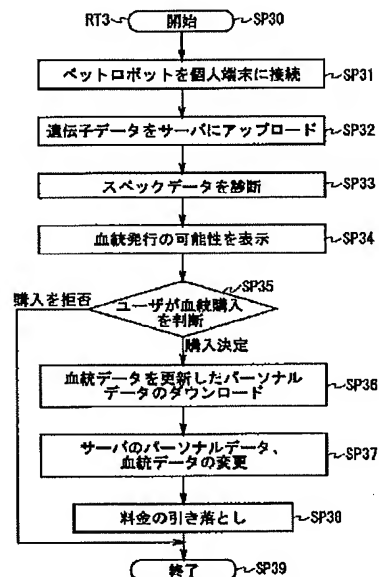 RT3 開始 SP30
ペットロボットを個人端末に接続 SP31
遺伝子データをサーバにアップロード SP32
スペックデータを診断 SP33
血統発行の可能性を表示 SP34
SP35
購入を拒否 ユーザが血統購入
を判断
購入決定
血統データを更新したパーソナル
データのダウンロード SP36
サーバのパーソナルデータ、
血統データの変更 SP37
料金の引き落とし SP38
終了 SP39